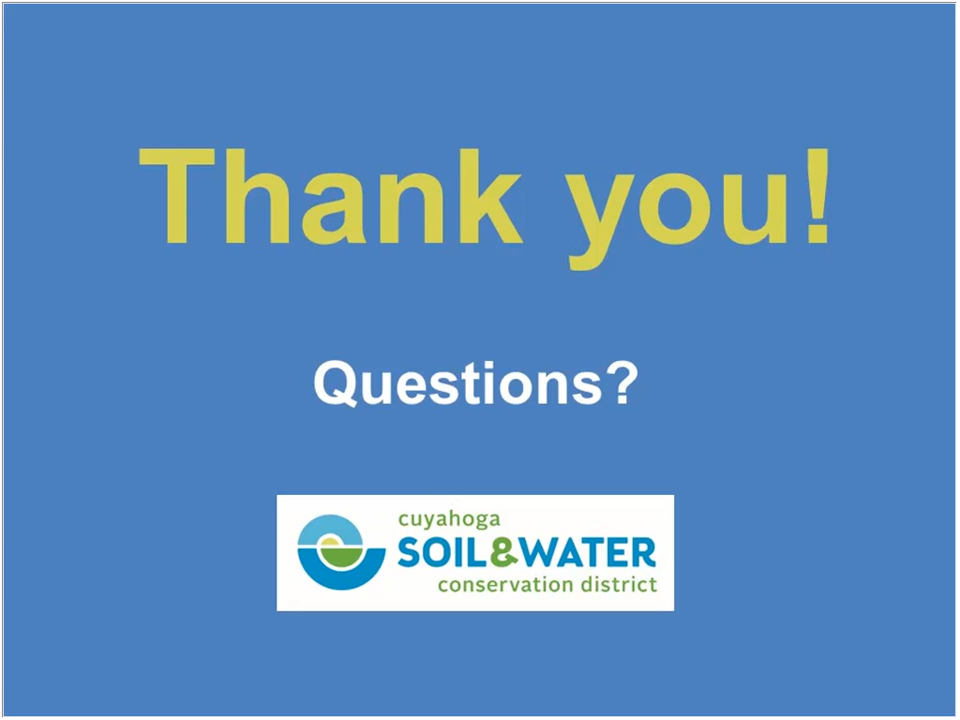 Thank you!
Questions?
cuyahoga
SOIL&WATER
conservation district